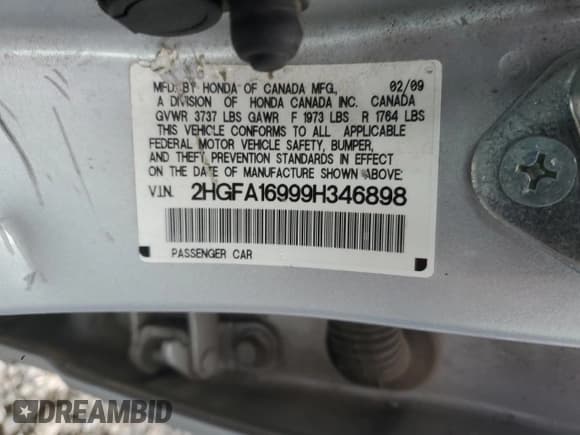 MFD. BY HONDA OF CANADA MFG., 02/09
A DIVISION OF HONDA CANADA INC. CANADA
GVWR 3737 LBS GAWR F 1973 LBS R 1764 LBS
THIS VEHICLE CONFORMS TO ALL APPLICABLE
FEDERAL MOTOR VEHICLE SAFETY, BUMPER,
AND THEFT PREVENTION STANDARDS IN EFFECT
ON THE DATE OF MANUFACTURE SHOWN ABOVE:
V.I.N. 2HGFA16999H346898
PASSENGER CAR
DREAMBID